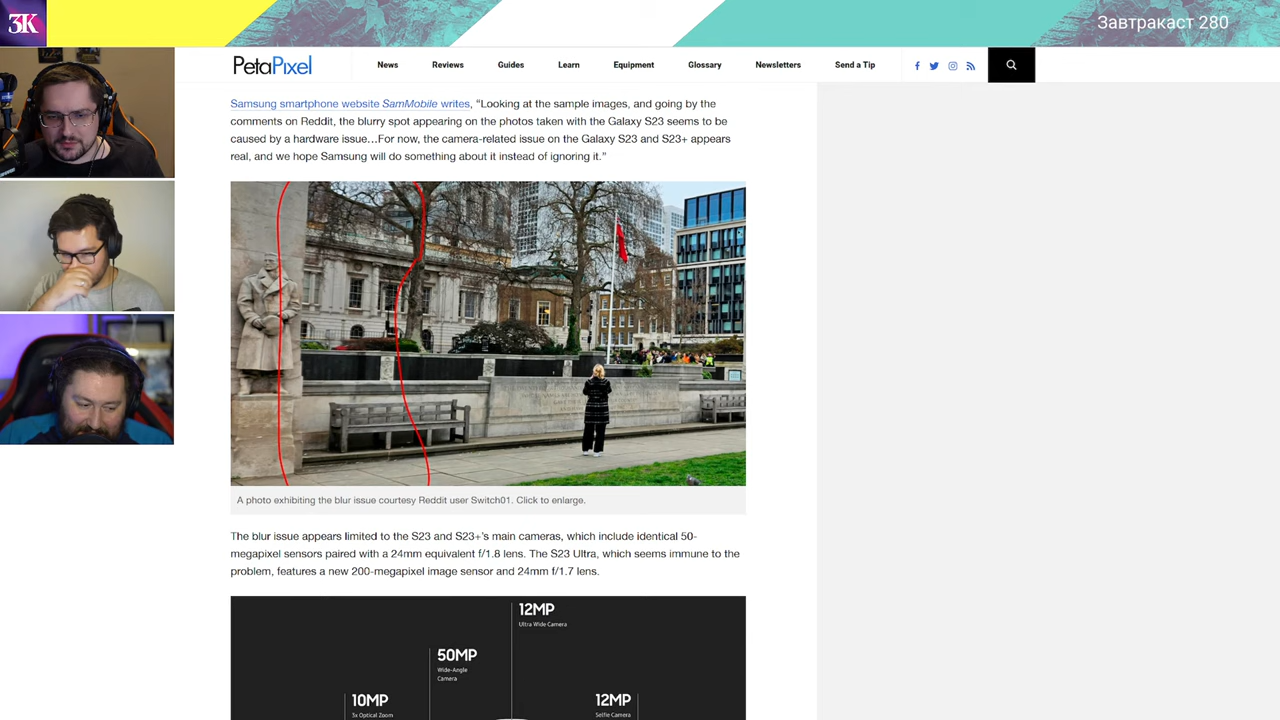 3K
Завтракаст 280
PetaPixel
News
Reviews
Guides
Learn
Equipment
Glossary
Newsletters
Send a Tip
Samsung smartphone website SamMobile writes, “Looking at the sample images, and going by the
comments on Reddit, the blurry spot appearing on the photos taken with the Galaxy S23 seems to be
caused by a hardware issue…For now, the camera-related issue on the Galaxy S23 and S23+ appears
real, and we hope Samsung will do something about it instead of ignoring it.”
A photo exhibiting the blur issue courtesy Reddit user Switch01. Click to enlarge.
The blur issue appears limited to the S23 and S23+’s main cameras, which include identical 50-
megapixel sensors paired with a 24mm equivalent f/1.8 lens. The S23 Ultra, which seems immune to the
problem, features a new 200-megapixel image sensor and 24mm f/1.7 lens.
12MP
Ultra Wide Camera
50MP
Wide-Angle
Camera
10MP
3x Optical Zoom
12MP
Selfie Camera